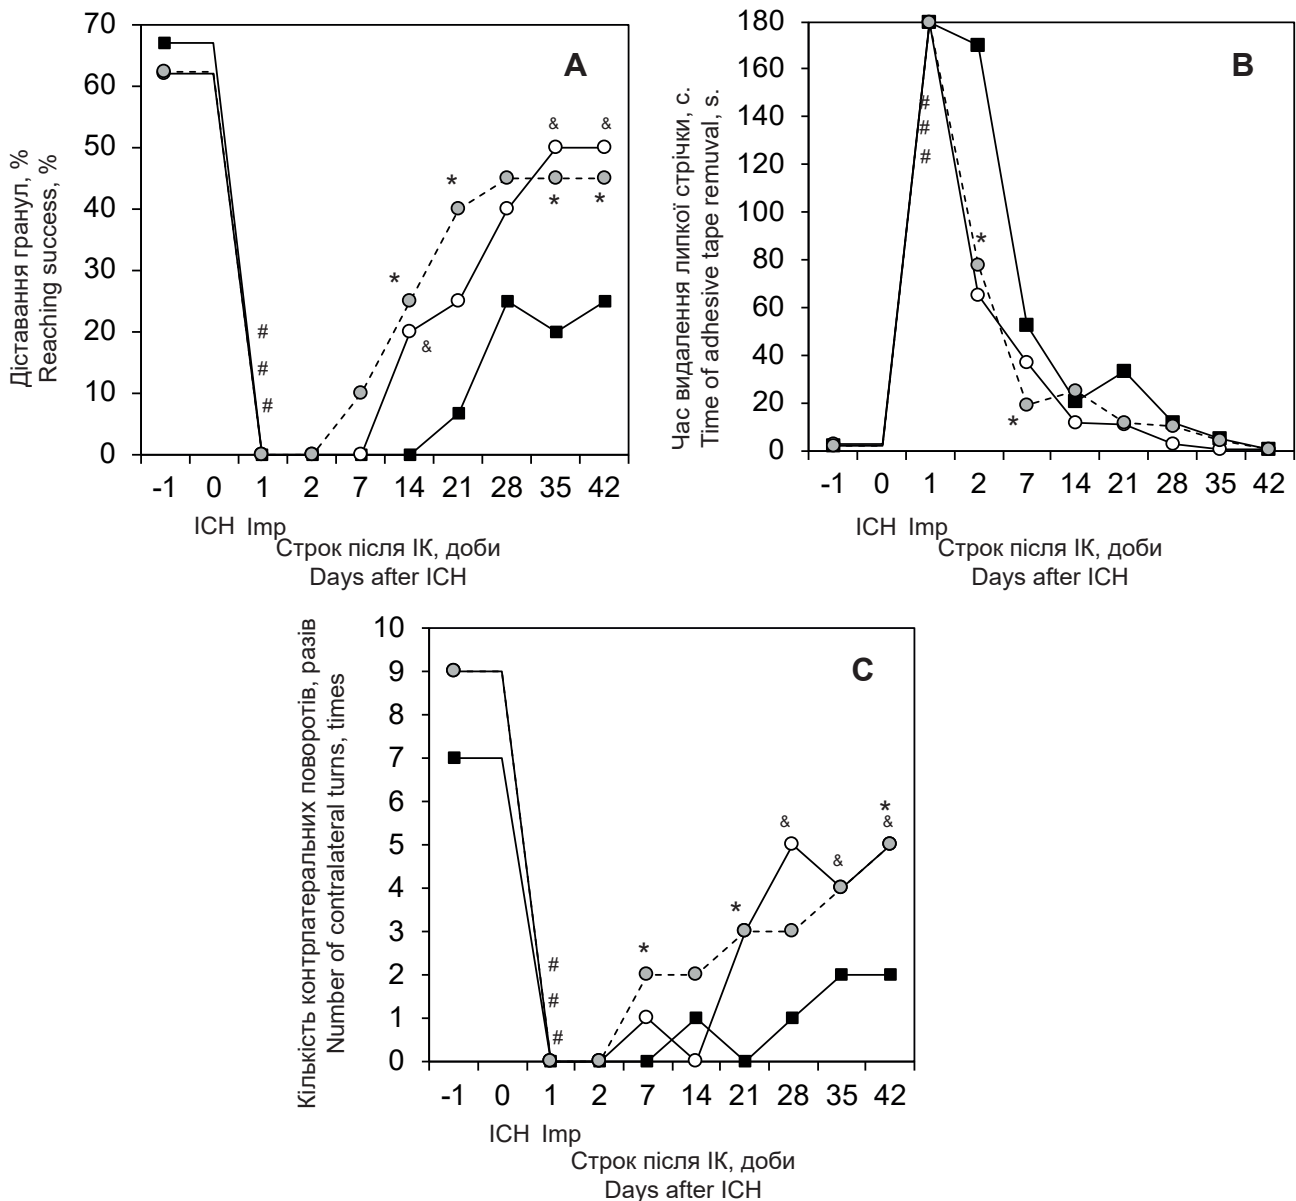 Діставання гранул, %
Reaching success, %
70
60
50
40
30
20
10
0
A
&
&
*
*
*
*
&
#
#
#
-1 0 1 2 7 14 21 28 35 42
ICH Imp
Строк після ІК, доби
Days after ICH
Час видалення липкої стрічки, с.
Time of adhesive tape remuval, s.
180
160
140
120
180
80
60
40
20
0
B
#
#
#
*
*
-1 0 1 2 7 14 21 28 35 42
ICH Imp
Строк після ІК, доби
Days after ICH
Кількість контрлатеральних поворотів, разів
Number of contralateral turns, times
10
9
8
7
6
5
4
3
2
1
0
C
*
&
&
&
*
*
#
#
#
-1 0 1 2 7 14 21 28 35 42
ICH Imp
Строк після ІК, доби
Days after ICH